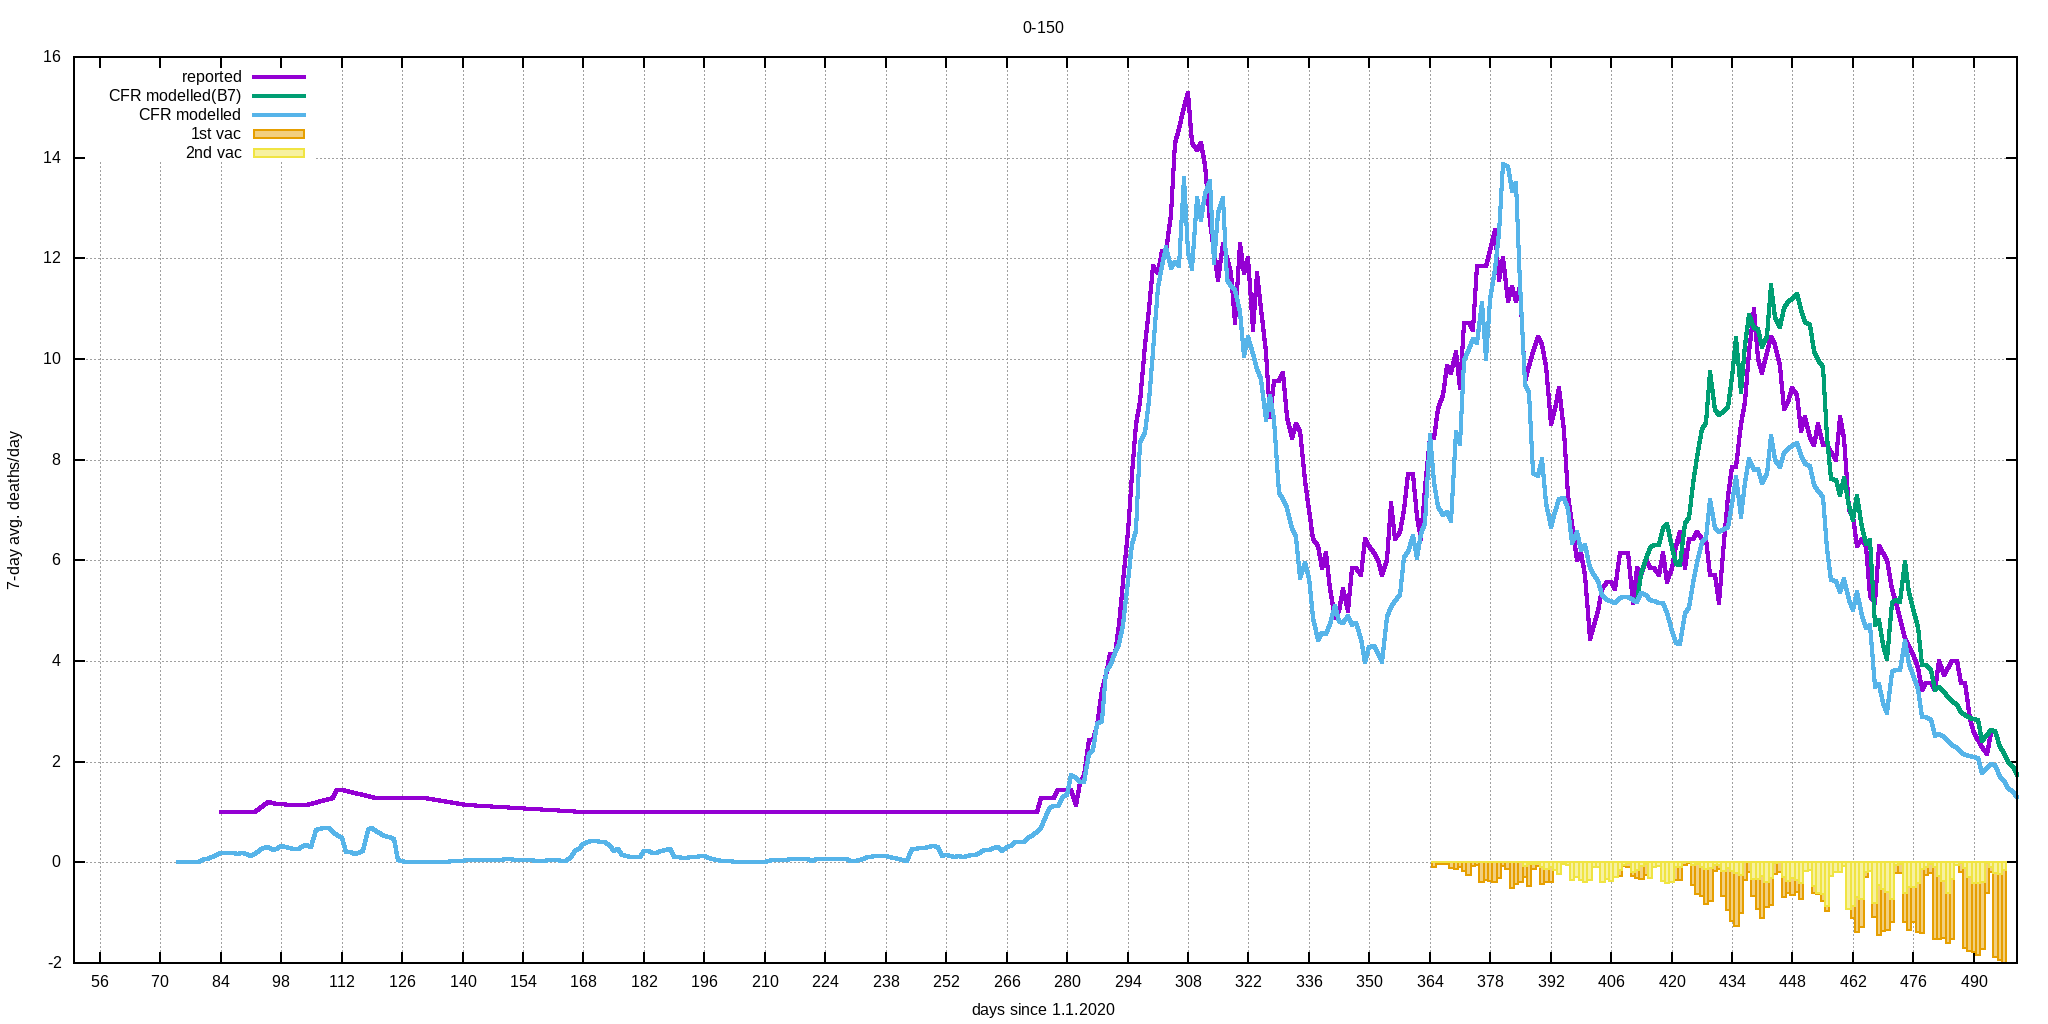 0-150
reported
CFR modelled(B7)
CFR modelled
1st vac
2nd vac
16
14
12
10
8
6
4
2
0
-2
7-day avg. deaths/day
56 70 84 98 112 126 140 154 168 182 196 210 224 238 252 266 280 294 308 322 336 350 364 378 392 406 420 434 448 462 476 490
days since 1.1.2020